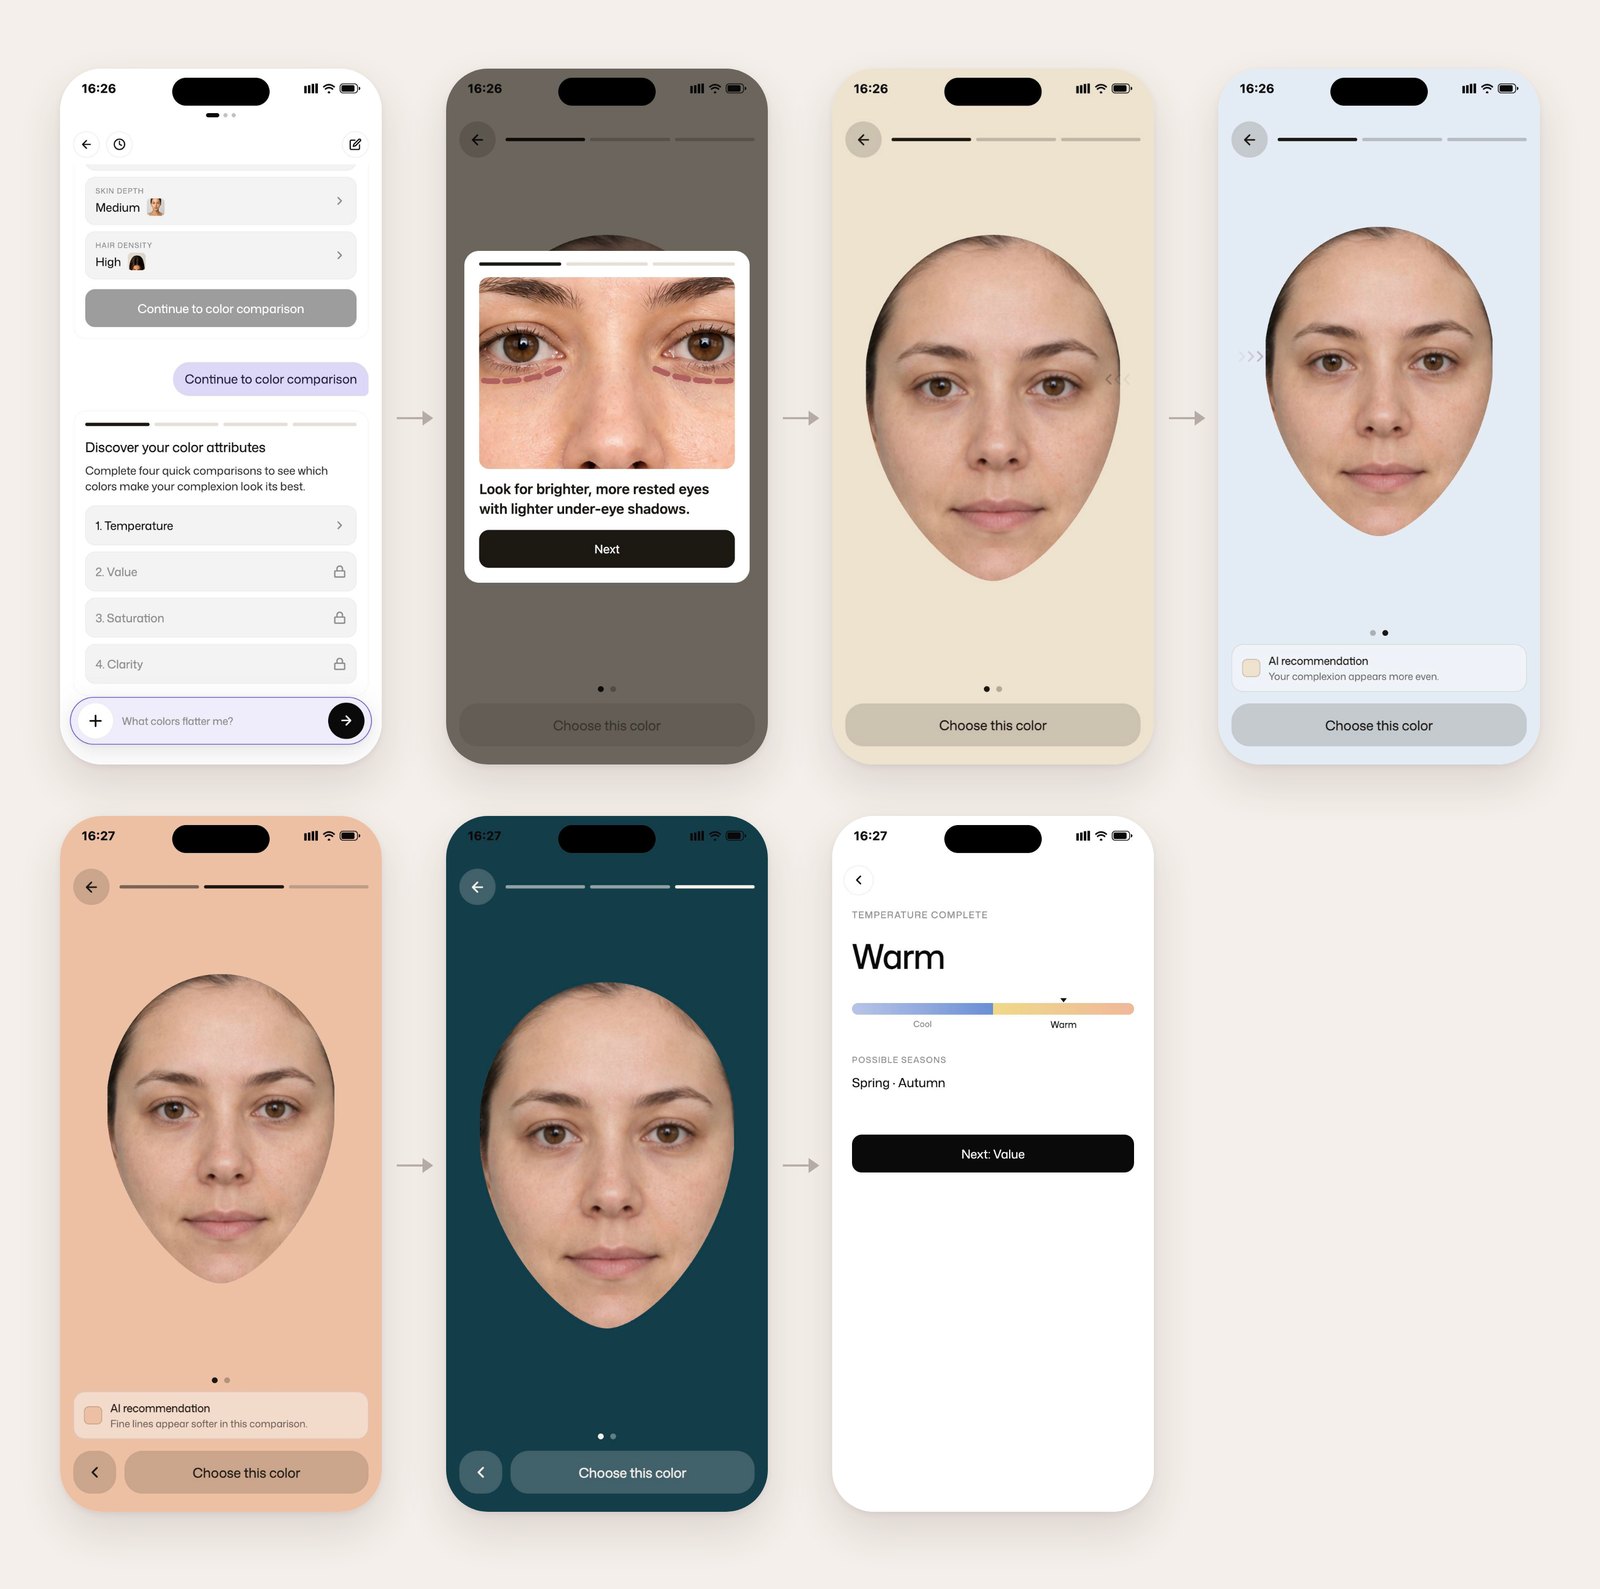 16:26
SKIN DEPTH
Medium
HAIR DENSITY
High
Continue to color comparison
Continue to color comparison
Discover your color attributes
Complete four quick comparisons to see which
colors make your complexion look its best.
1. Temperature
2. Value
3. Saturation
4. Clarity
What colors flatter me?
16:26
Look for brighter, more rested eyes
with lighter under-eye shadows.
Next
Choose this color
16:26
Choose this color
16:26
AI recommendation
Your complexion appears more even.
Choose this color
16:27
AI recommendation
Fine lines appear softer in this comparison.
Choose this color
16:27
Choose this color
16:27
TEMPERATURE COMPLETE
Warm
Cool
Warm
POSSIBLE SEASONS
Spring · Autumn
Next: Value